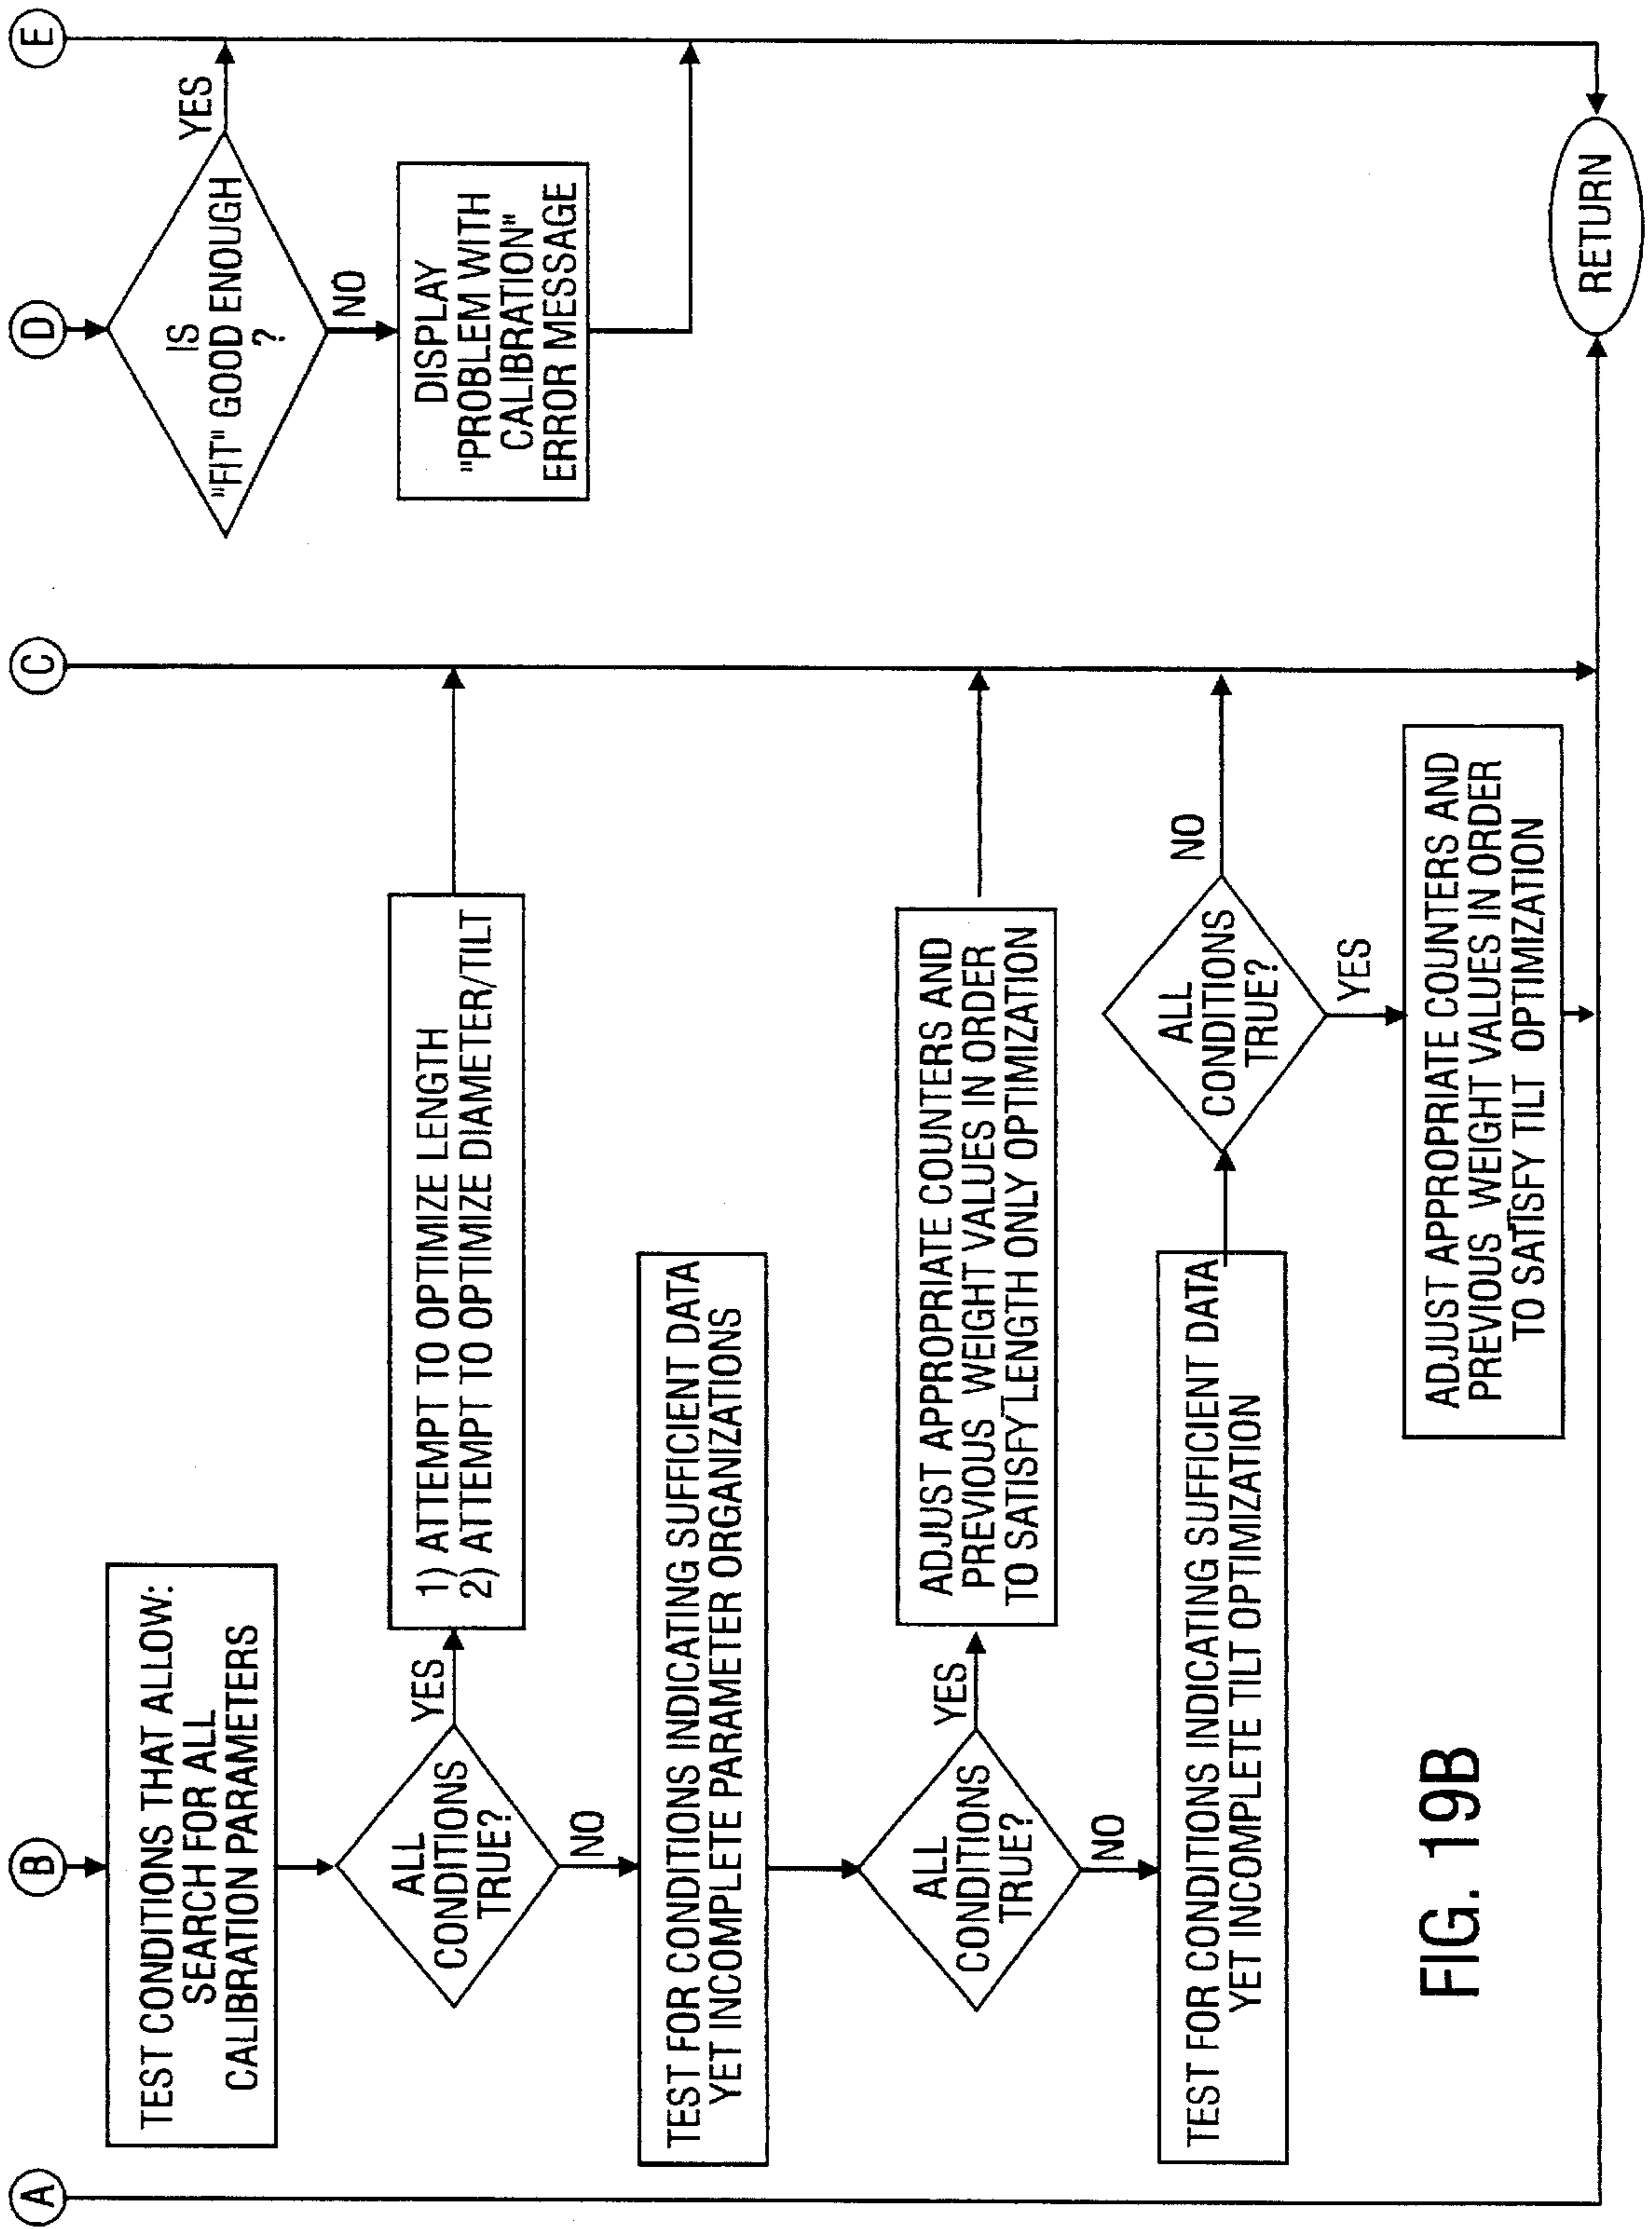 A
B
C
D
E
TEST CONDITIONS THAT ALLOW:
SEARCH FOR ALL
CALIBRATION PARAMETERS
ALL
CONDITIONS
TRUE?
YES
NO
1) ATTEMPT TO OPTIMIZE LENGTH
2) ATTEMPT TO OPTIMIZE DIAMETER/TILT
TEST FOR CONDITIONS INDICATING SUFFICIENT DATA
YET INCOMPLETE PARAMETER ORGANIZATIONS
ALL
CONDITIONS
TRUE?
YES
NO
ADJUST APPROPRIATE COUNTERS AND
PREVIOUS WEIGHT VALUES IN ORDER
TO SATISFY LENGTH ONLY OPTIMIZATION
TEST FOR CONDITIONS INDICATING SUFFICIENT DATA
YET INCOMPLETE TILT OPTIMIZATION
ALL
CONDITIONS
TRUE?
NO
YES
ADJUST APPROPRIATE COUNTERS AND
PREVIOUS WEIGHT VALUES IN ORDER
TO SATISFY TILT OPTIMIZATION
IS
"FIT" GOOD ENOUGH
?
YES
NO
DISPLAY
"PROBLEM WITH
CALIBRATION"
ERROR MESSAGE
RETURN
FIG. 19B